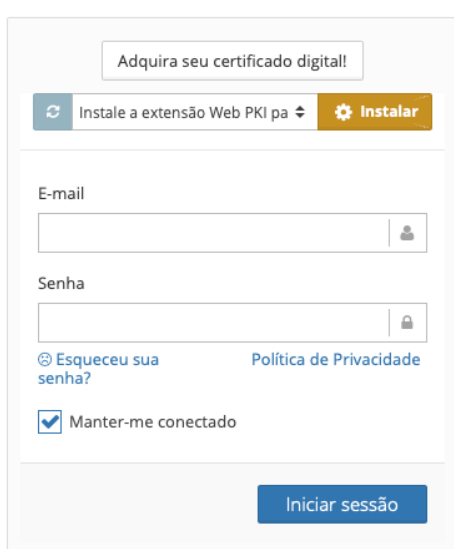 Adquira seu certificado digital!
Instale a extensão Web PKI pa Instalar
E-mail
Senha
Esqueceu sua senha? Política de Privacidade
Manter-me conectado
Iniciar sessão